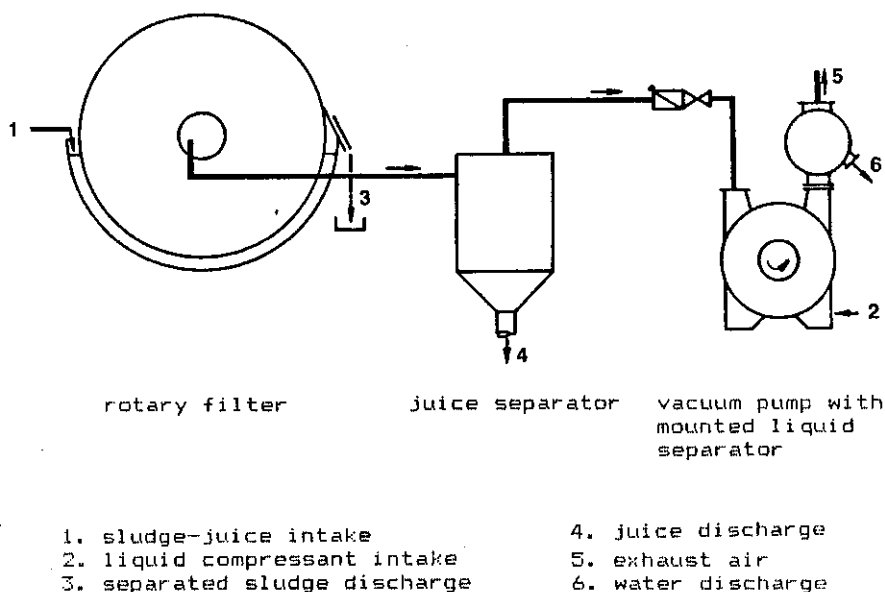 1
5
6
3
2
4
rotary filter
juice separator
vacuum pump with
mounted liquid
separator
1. sludge-juice intake
2. liquid compressant intake
3. separated sludge discharge
4. juice discharge
5. exhaust air
6. water discharge